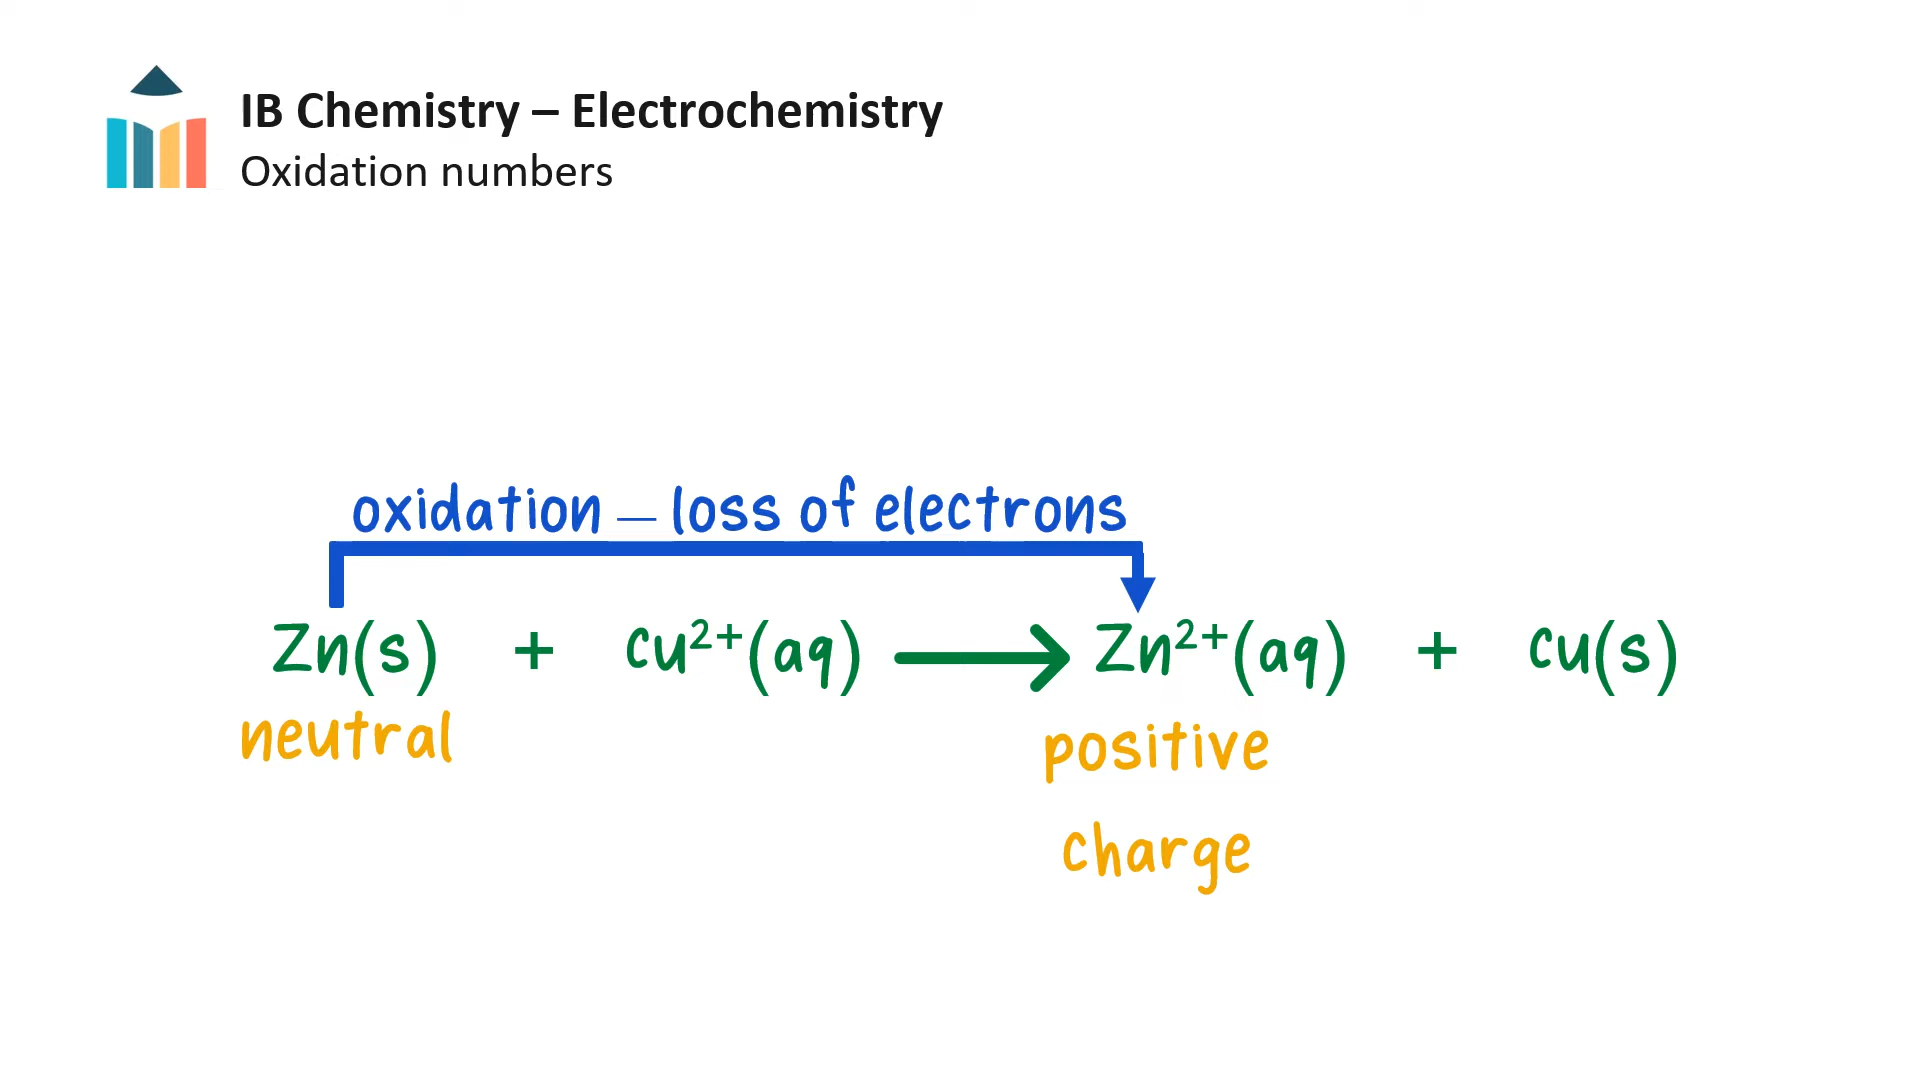 IB Chemistry – Electrochemistry
Oxidation numbers
oxidation – loss of electrons
Zn(s) + Cu²⁺(aq) ⟶ Zn²⁺(aq) + Cu(s)
neutral positive
charge